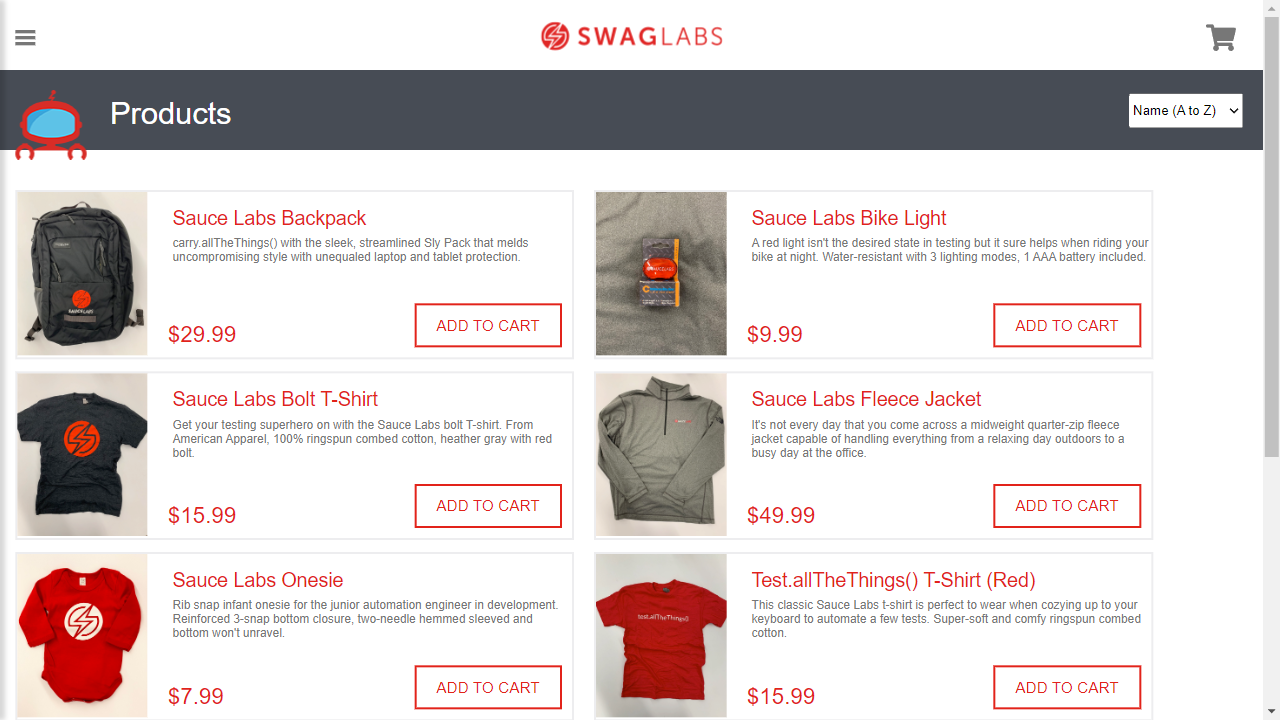 SWAGLABS
Products
Name (A to Z)
Sauce Labs Backpack
carry.allTheThings() with the sleek, streamlined Sly Pack that melds
uncompromising style with unequaled laptop and tablet protection.
$29.99
ADD TO CART
Sauce Labs Bike Light
A red light isn't the desired state in testing but it sure helps when riding your
bike at night. Water-resistant with 3 lighting modes, 1 AAA battery included.
$9.99
ADD TO CART
Sauce Labs Bolt T-Shirt
Get your testing superhero on with the Sauce Labs bolt T-shirt. From
American Apparel, 100% ringspun combed cotton, heather gray with red
bolt.
$15.99
ADD TO CART
Sauce Labs Fleece Jacket
It's not every day that you come across a midweight quarter-zip fleece
jacket capable of handling everything from a relaxing day outdoors to a
busy day at the office.
$49.99
ADD TO CART
Sauce Labs Onesie
Rib snap infant onesie for the junior automation engineer in development.
Reinforced 3-snap bottom closure, two-needle hemmed sleeved and
bottom won't unravel.
$7.99
ADD TO CART
test.allTheThings()
Test.allTheThings() T-Shirt (Red)
This classic Sauce Labs t-shirt is perfect to wear when cozying up to your
keyboard to automate a few tests. Super-soft and comfy ringspun combed
cotton.
$15.99
ADD TO CART